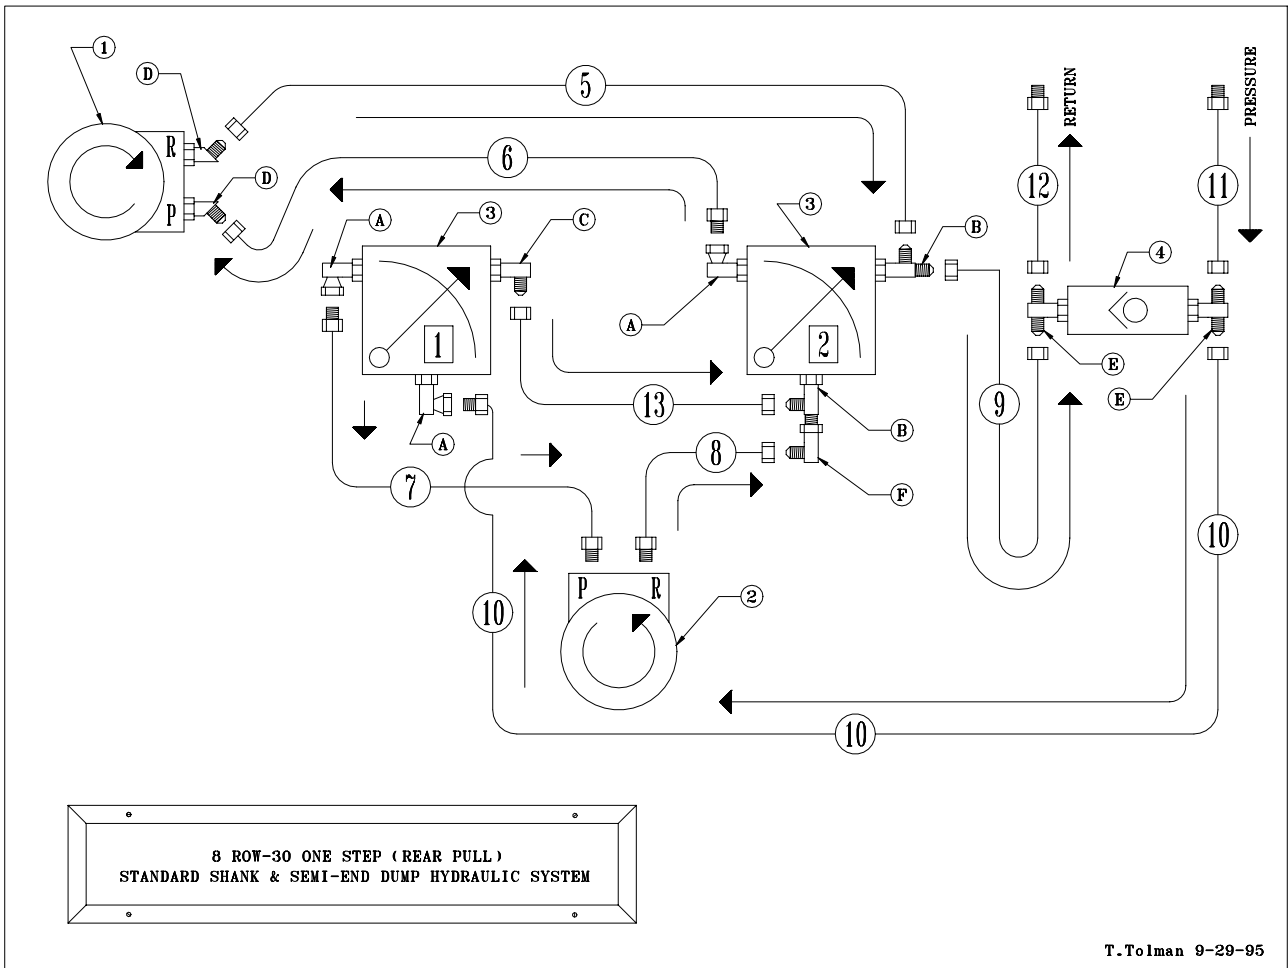 1
D
5
RETURN
PRESSURE
R
6
D
12
11
P
A
3
C
3
B
4
1
A
2
E
13
9
E
A
8
B
7
F
10
P
R
10
2
10
8 ROW-30 ONE STEP (REAR PULL)
STANDARD SHANK & SEMI-END DUMP HYDRAULIC SYSTEM
T.Tolman 9-29-95